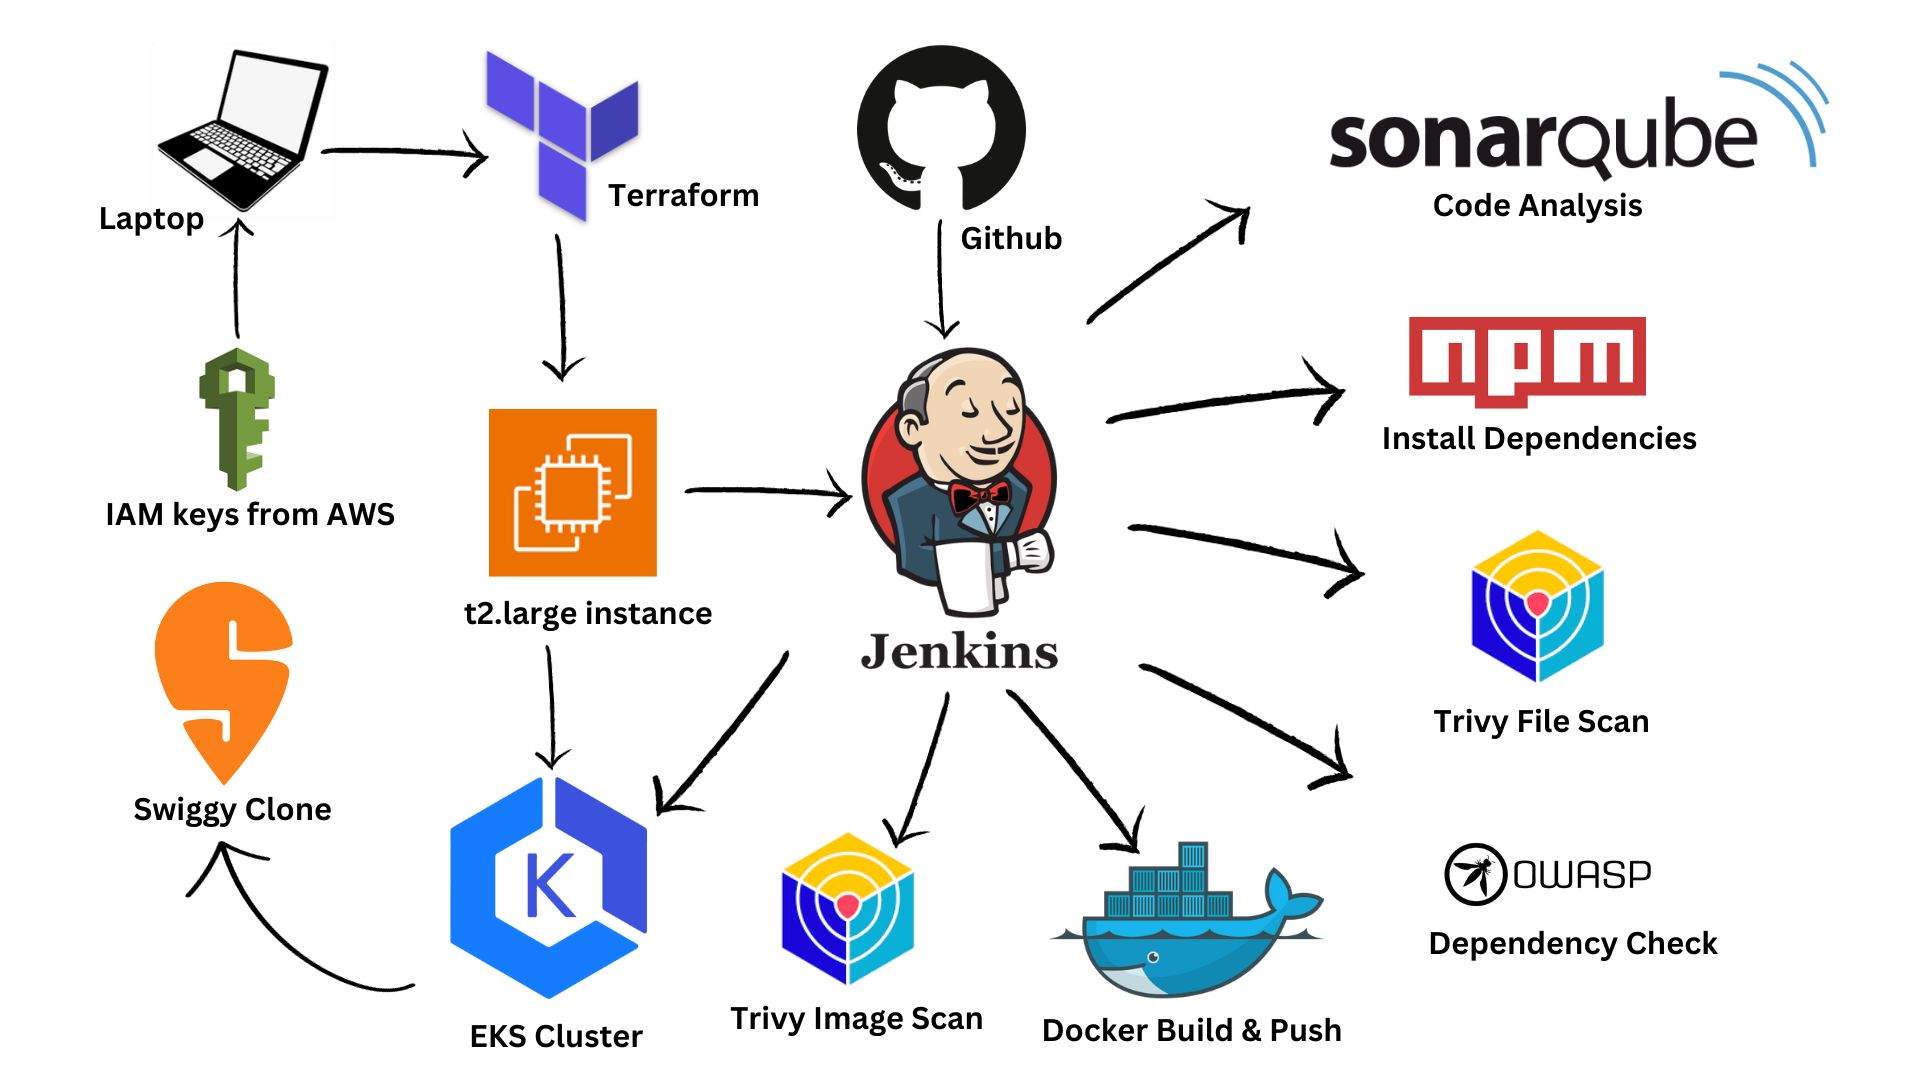 sonarqube
Code Analysis
Terraform
Laptop
Github
npm
Install Dependencies
IAM keys from AWS
t2.large instance
Jenkins
Trivy File Scan
Swiggy Clone
K
OWASP
Dependency Check
Trivy Image Scan
Docker Build & Push
EKS Cluster